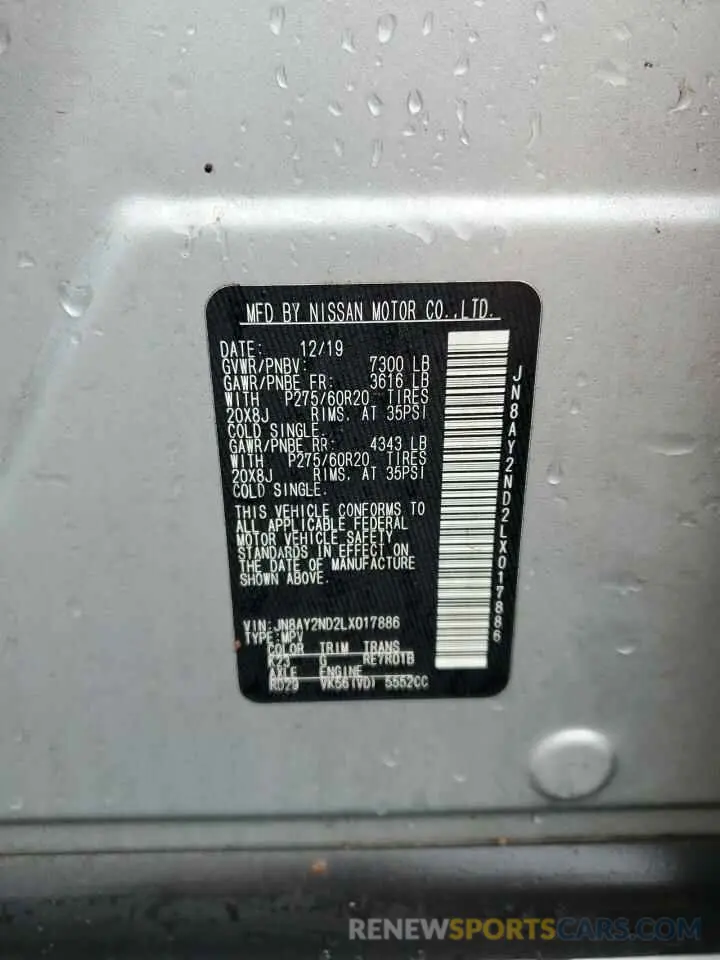 MFD BY NISSAN MOTOR CO.,LTD.
DATE: 12/19
GVWR/PNBV: 7300 LB
GAWR/PNBE FR: 3616 LB
WITH P275/60R20 TIRES
20X8J RIMS. AT 35PSI
COLD SINGLE.
GAWR/PNBE RR: 4343 LB
WITH P275/60R20 TIRES
20X8J RIMS. AT 35PSI
COLD SINGLE.
THIS VEHICLE CONFORMS TO
ALL APPLICABLE FEDERAL
MOTOR VEHICLE SAFETY
STANDARDS IN EFFECT ON
THE DATE OF MANUFACTURE
SHOWN ABOVE.
VIN:JN8AY2ND2LX017886
TYPE:MPV
COLOR TRIM TRANS
K23 G RE7R01B
AXLE ENGINE
RD29 VK56(VD) 5552CC
JN8AY2ND2LX017886
RENEWSPORTSCARS.COM